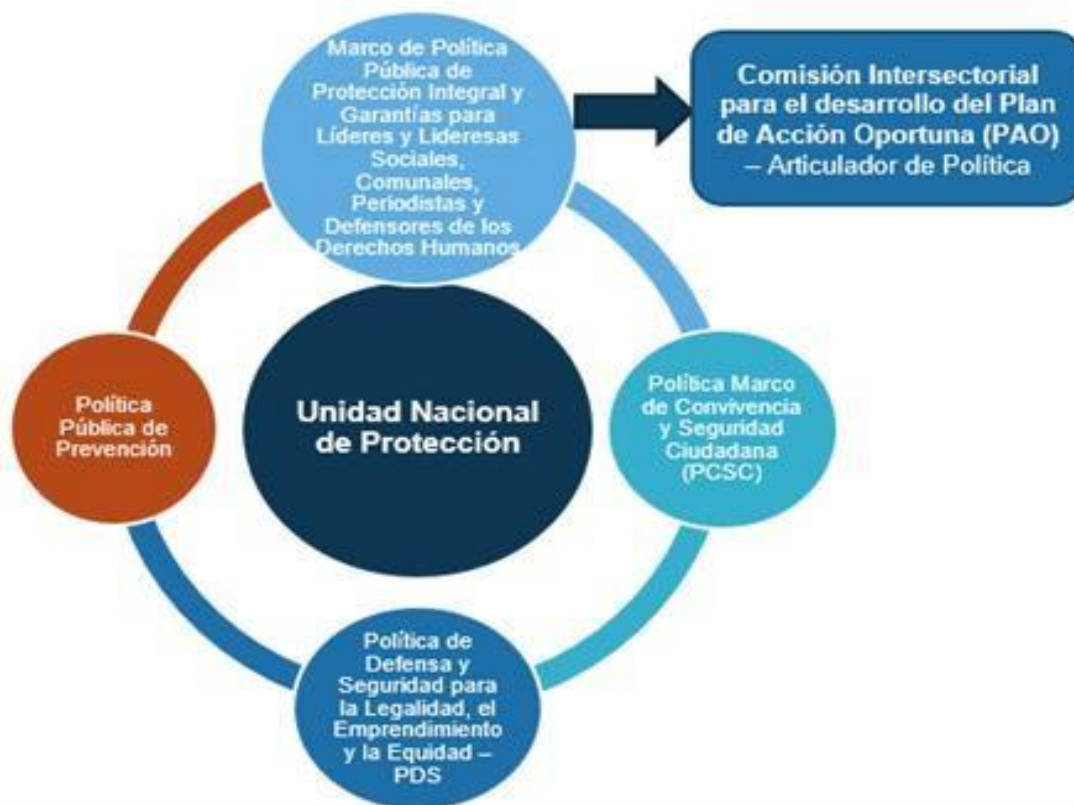 Marco de Política
Pública de
Protección Integral y
Garantías para
Líderes y Lideresas
Sociales,
Comunales,
Periodistas y
Defensores de los
Derechos Humanos
Comisión Intersectorial
para el desarrollo del Plan
de Acción Oportuna (PAO)
– Articulador de Política
Política
Pública de
Prevención
Unidad Nacional
de Protección
Política Marco
de Convivencia
y Seguridad
Ciudadana
(PCSC)
Política de
Defensa y
Seguridad para
la Legalidad, el
Emprendimiento
y la Equidad –
PDS